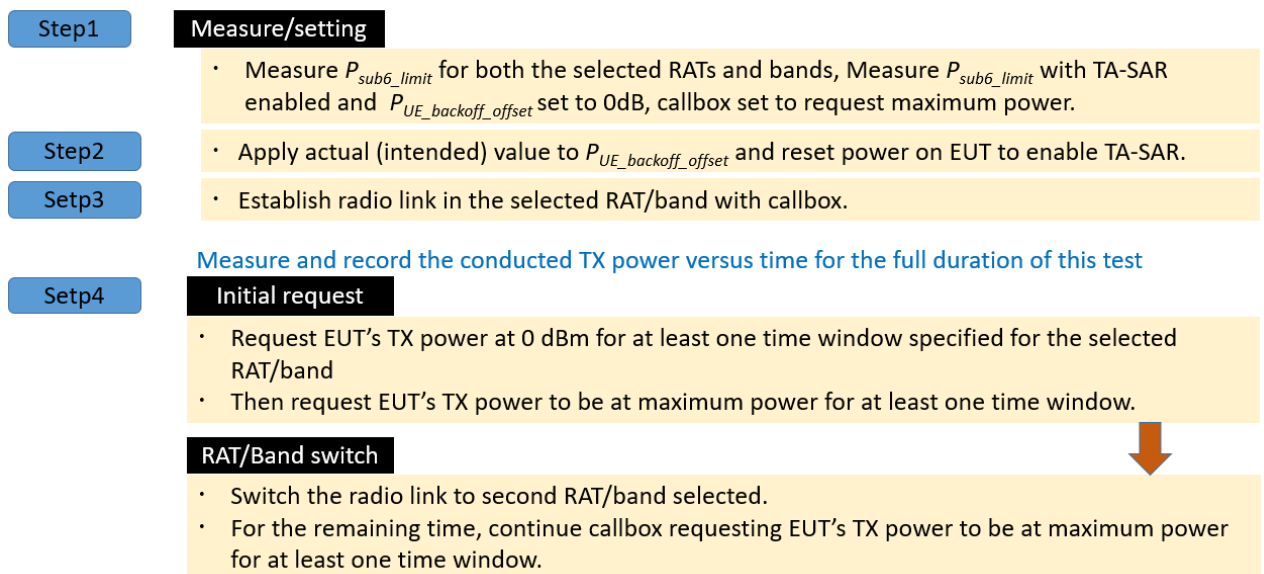 Step1
Measure/setting
· Measure Psub6_limit for both the selected RATs and bands, Measure Psub6_limit with TA-SAR
enabled and PUE_backoff_offset set to 0dB, callbox set to request maximum power.
Step2
· Apply actual (intended) value to PUE_backoff_offset and reset power on EUT to enable TA-SAR.
Setp3
· Establish radio link in the selected RAT/band with callbox.
Measure and record the conducted TX power versus time for the full duration of this test
Setp4
Initial request
· Request EUT’s TX power at 0 dBm for at least one time window specified for the selected
RAT/band
· Then request EUT’s TX power to be at maximum power for at least one time window.
RAT/Band switch
· Switch the radio link to second RAT/band selected.
· For the remaining time, continue callbox requesting EUT’s TX power to be at maximum power
for at least one time window.